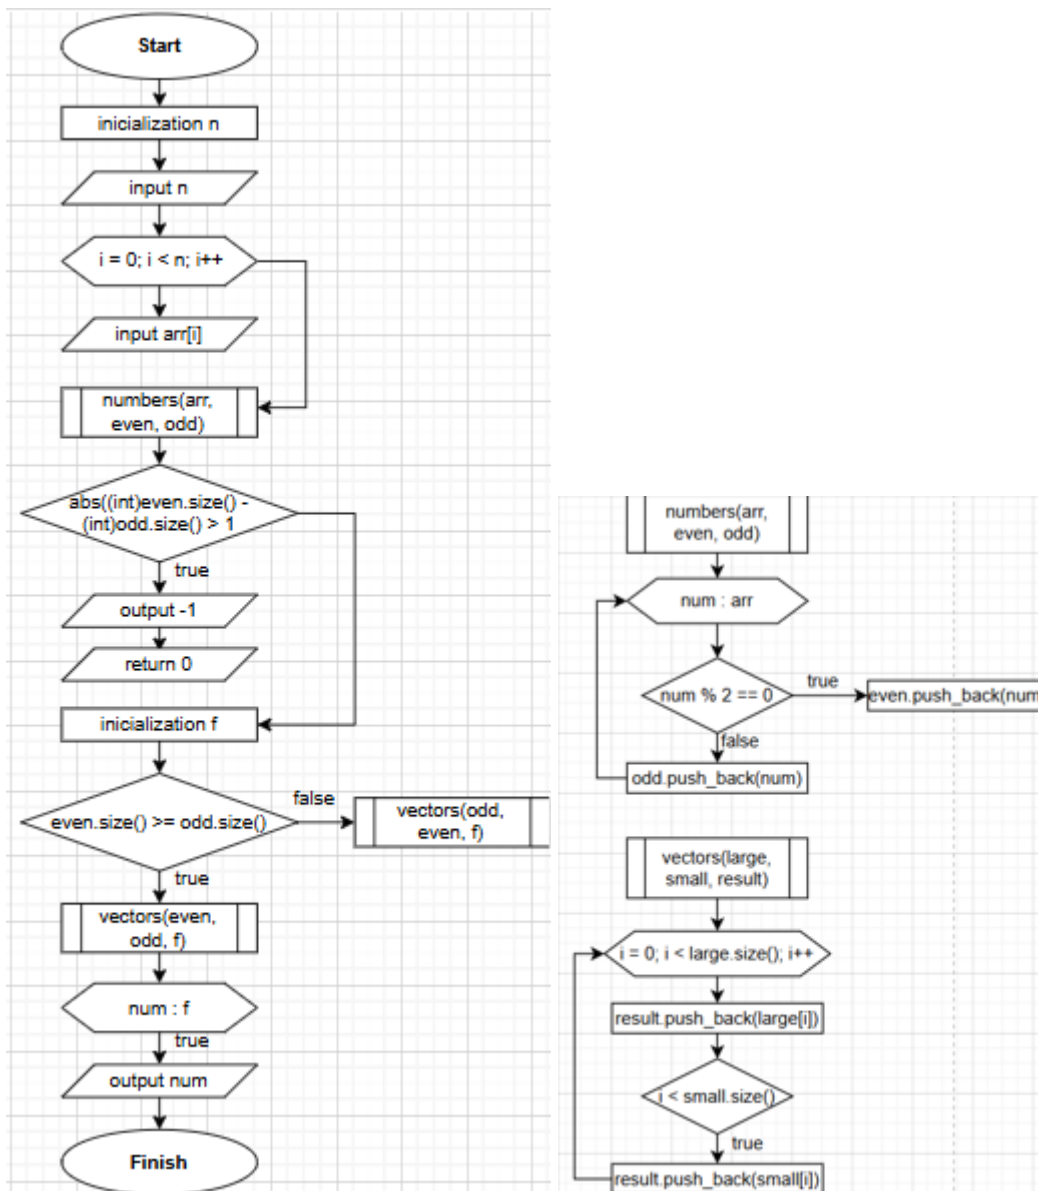 Start
inicialization n
input n
i = 0; i < n; i++
input arr[i]
numbers(arr,
even, odd)
abs((int)even.size() -
(int)odd.size() > 1
true
output -1
return 0
inicialization f
even.size() >= odd.size()
false
vectors(odd,
even, f)
true
vectors(even,
odd, f)
num : f
true
output num
Finish
numbers(arr,
even, odd)
num : arr
num % 2 == 0
true
even.push_back(num
false
odd.push_back(num)
vectors(large,
small, result)
i = 0; i < large.size(); i++
result.push_back(large[i])
i < small.size()
true
result.push_back(small[i])